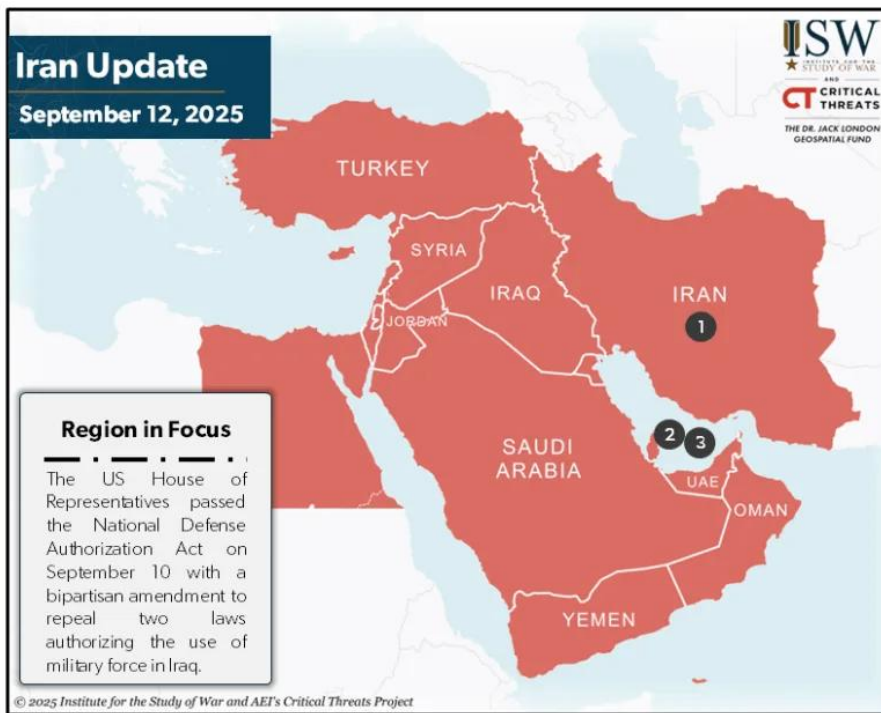 Iran Update
September 12, 2025
ISW
INSTITUTE FOR THE
STUDY OF WAR
AND
CT CRITICAL
THREATS
THE DR. JACK LONDON
GEOSPATIAL FUND
TURKEY
SYRIA
IRAQ
IRAN
JORDAN
1
2
3
SAUDI
ARABIA
UAE
OMAN
YEMEN
Region in Focus
The US House of
Representatives passed
the National Defense
Authorization Act on
September 10 with a
bipartisan amendment to
repeal two laws
authorizing the use of
military force in Iraq.
© 2025 Institute for the Study of War and AEI's Critical Threats Project